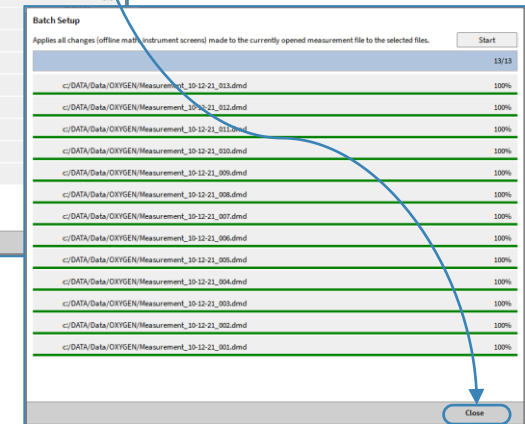 Batch Setup
Applies all changes (offline math, instrument screens) made to the currently opened measurement file to the selected files. Start
13/13
c:/DATA/Data/OXYGEN/Measurement_10-12-21_013.dmd 100%
c:/DATA/Data/OXYGEN/Measurement_10-12-21_012.dmd 100%
c:/DATA/Data/OXYGEN/Measurement_10-12-21_011.dmd 100%
c:/DATA/Data/OXYGEN/Measurement_10-12-21_010.dmd 100%
c:/DATA/Data/OXYGEN/Measurement_10-12-21_009.dmd 100%
c:/DATA/Data/OXYGEN/Measurement_10-12-21_008.dmd 100%
c:/DATA/Data/OXYGEN/Measurement_10-12-21_007.dmd 100%
c:/DATA/Data/OXYGEN/Measurement_10-12-21_006.dmd 100%
c:/DATA/Data/OXYGEN/Measurement_10-12-21_005.dmd 100%
c:/DATA/Data/OXYGEN/Measurement_10-12-21_004.dmd 100%
c:/DATA/Data/OXYGEN/Measurement_10-12-21_003.dmd 100%
c:/DATA/Data/OXYGEN/Measurement_10-12-21_002.dmd 100%
c:/DATA/Data/OXYGEN/Measurement_10-12-21_001.dmd 100%
Close